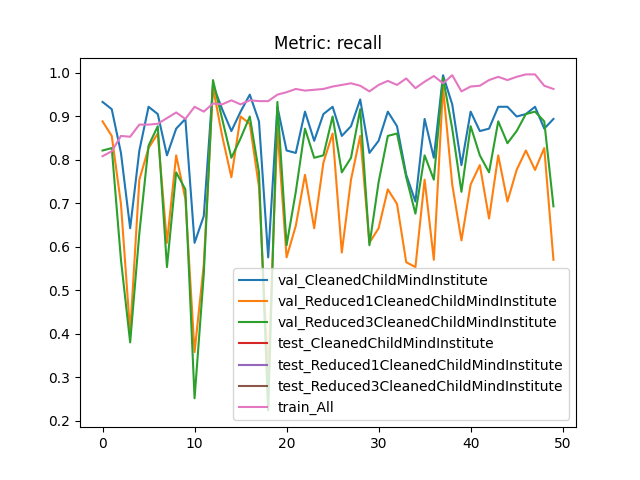 Metric: recall
1.0
0.9
0.8
0.7
0.6
0.5
0.4
0.3
0.2
val_CleanedChildMindInstitute
val_Reduced1CleanedChildMindInstitute
val_Reduced3CleanedChildMindInstitute
test_CleanedChildMindInstitute
test_Reduced1CleanedChildMindInstitute
test_Reduced3CleanedChildMindInstitute
train_All
0 10 20 30 40 50